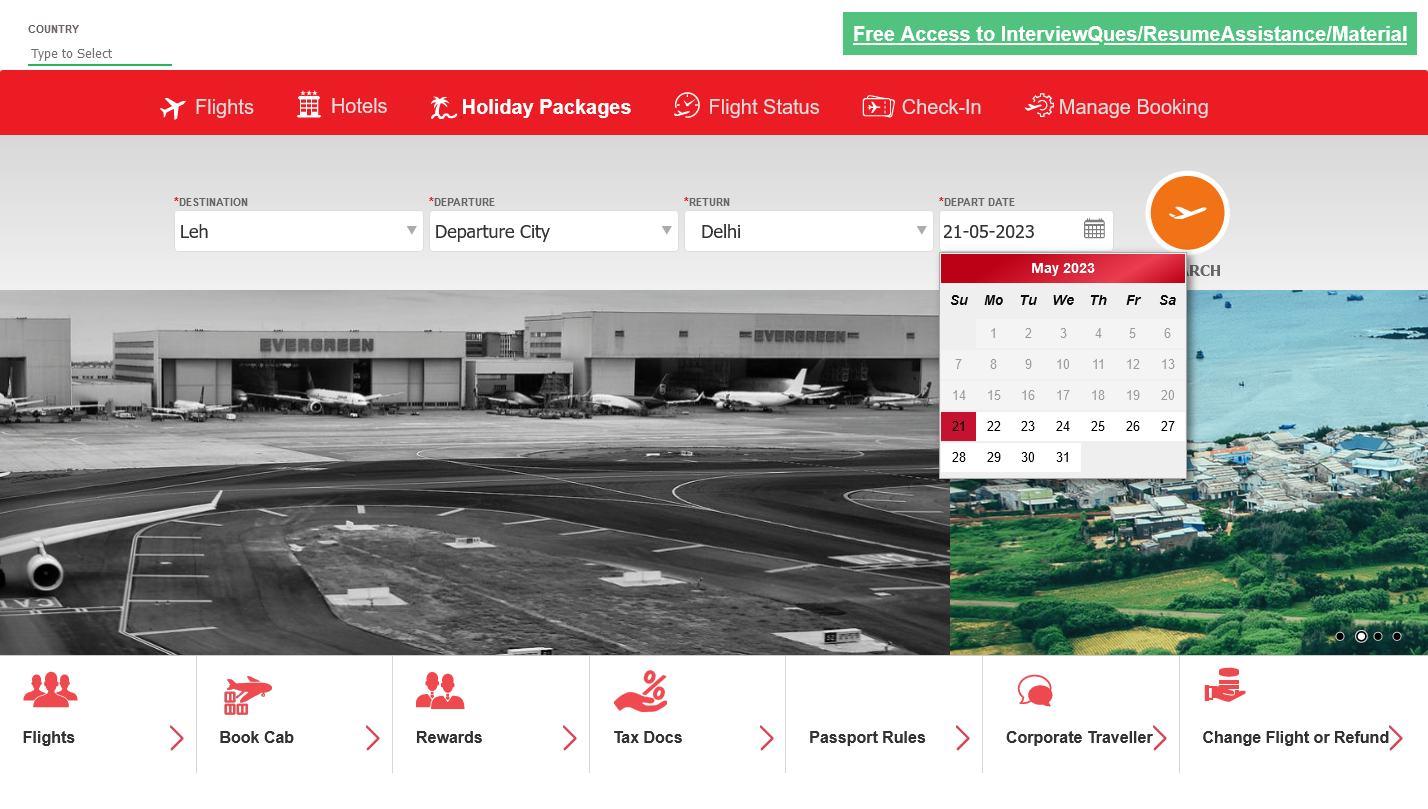 COUNTRY
Type to Select
Free Access to InterviewQues/ResumeAssistance/Material
Flights
Hotels
Holiday Packages
Flight Status
Check-In
Manage Booking
*DESTINATION
*DEPARTURE
*RETURN
*DEPART DATE
Leh
Departure City
Delhi
21-05-2023
May 2023
Su Mo Tu We Th Fr Sa
1 2 3 4 5 6
7 8 9 10 11 12 13
14 15 16 17 18 19 20
21 22 23 24 25 26 27
28 29 30 31
EVERGREEN
EVERGREEN
Flights
Book Cab
Rewards
Tax Docs
Passport Rules
Corporate Traveller
Change Flight or Refund